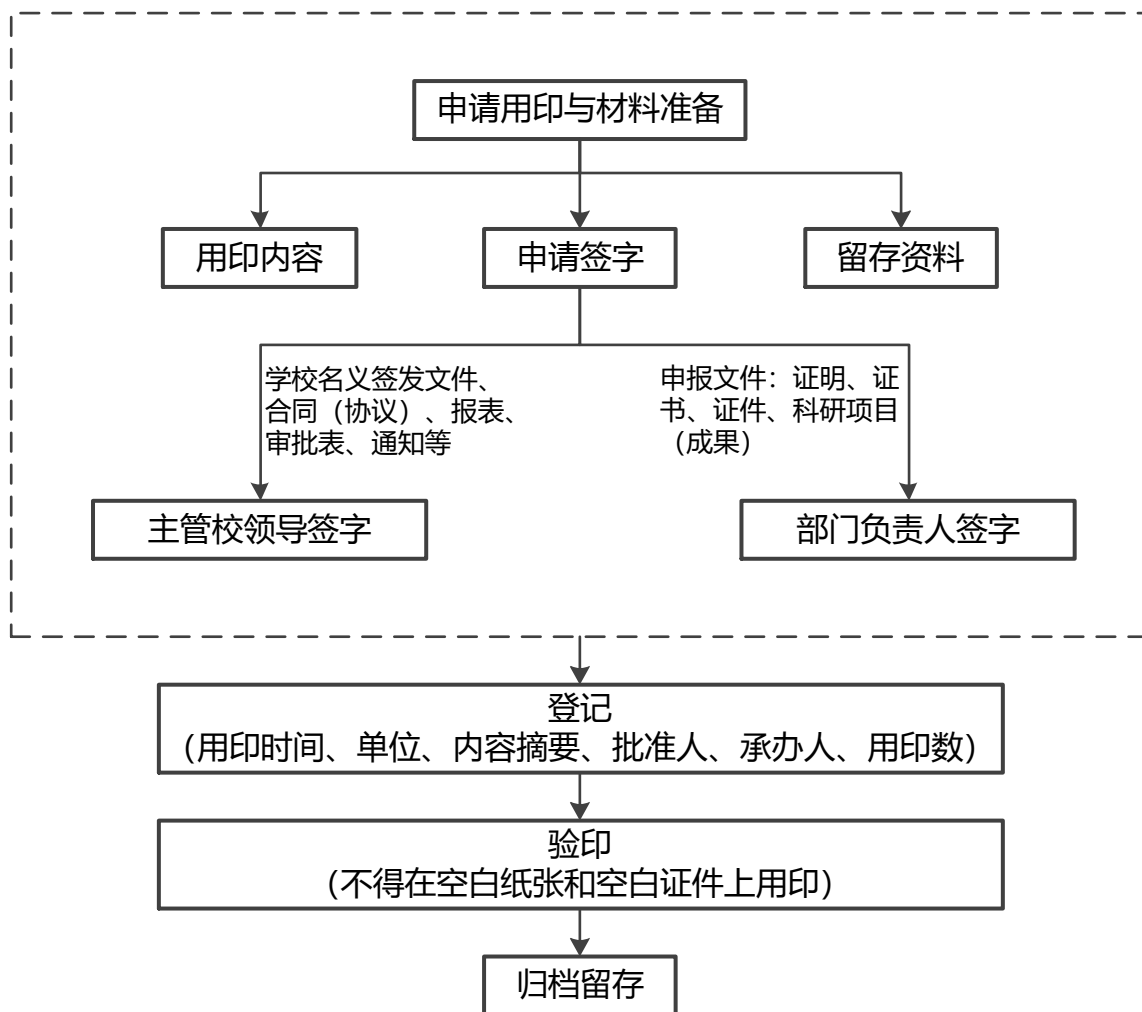 申请用印与材料准备
用印内容
申请签字
留存资料
学校名义签发文件、
合同（协议）、报表、
审批表、通知等
申报文件：证明、证
书、证件、科研项目
（成果）
主管校领导签字
部门负责人签字
登记
（用印时间、单位、内容摘要、批准人、承办人、用印数）
验印
（不得在空白纸张和空白证件上用印）
归档留存